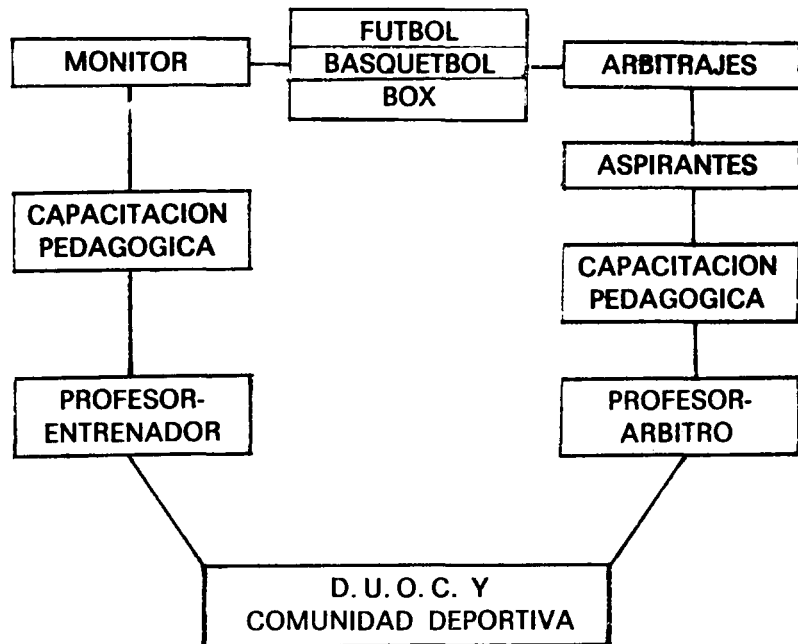 FUTBOL
MONITOR
BASQUETBOL
ARBITRAJES
BOX
ASPIRANTES
CAPACITACION
PEDAGOGICA
CAPACITACION
PEDAGOGICA
PROFESOR-
ENTRENADOR
PROFESOR-
ARBITRO
D. U. O. C. Y
COMUNIDAD DEPORTIVA